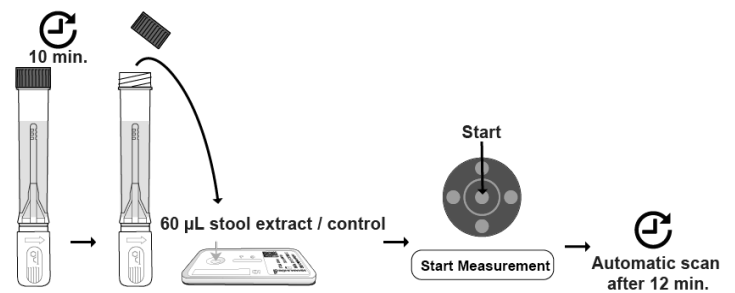 10 min.
60 µL stool extract / control
Start
Start Measurement
Automatic scan
after 12 min.